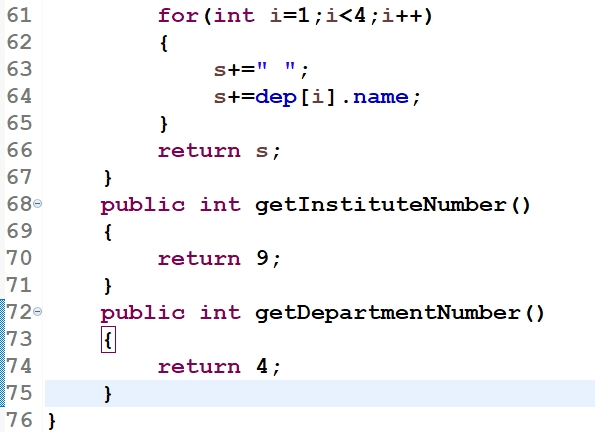 61 for(int i=1;i<4;i++)
62 {
63 s+=" ";
64 s+=dep[i].name;
65 }
66 return s;
67 }
68 public int getInstituteNumber()
69 {
70 return 9;
71 }
72 public int getDepartmentNumber()
73 {
74 return 4;
75 }
76 }